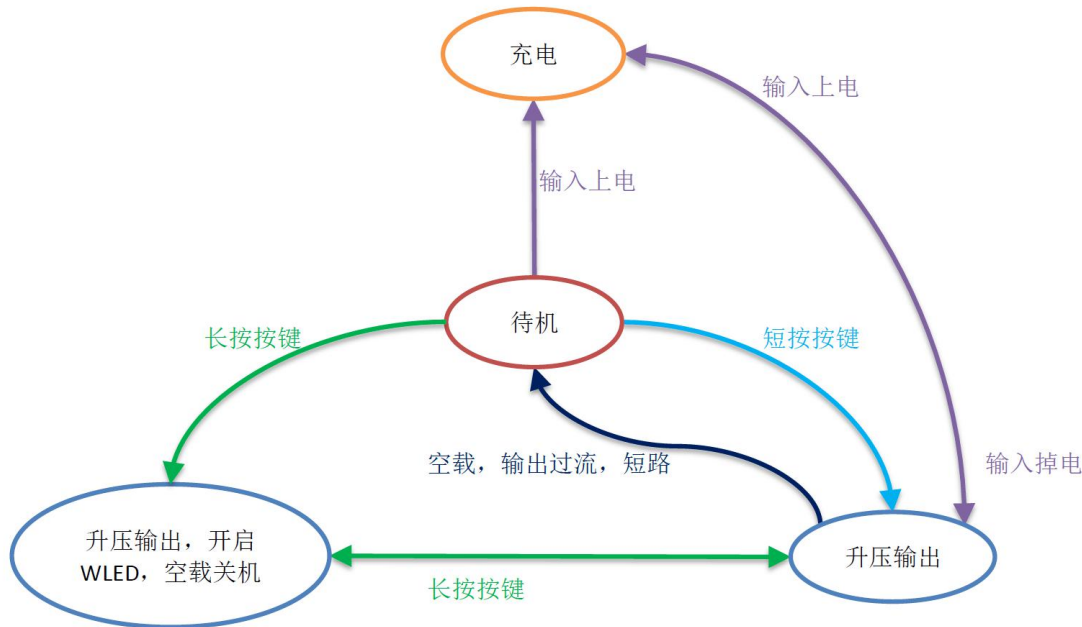 充电
输入上电
输入上电
待机
长按按键
短按按键
空载，输出过流，短路
输入掉电
升压输出，开启
WLED，空载关机
升压输出
长按按键